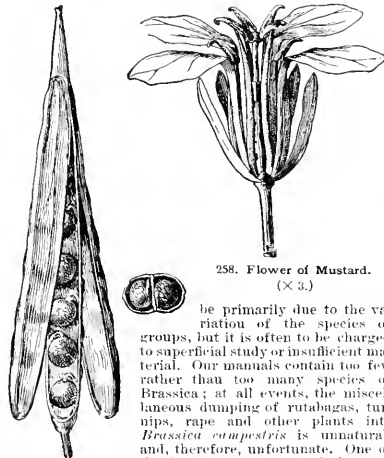 258. Flower of Mustard.
(× 3.)
be primarily due to the va
riation of the species o
groups, but it is often to be charge
to superficial study or insufficient ma
terial. Our manuals contain too few
rather than too many species o
Brassica; at all events, the miscel
laneous dumping of rutabagas, tur
nips, rape and other plants int
Brassica campestris is unnatural
and, therefore, unfortunate. One o